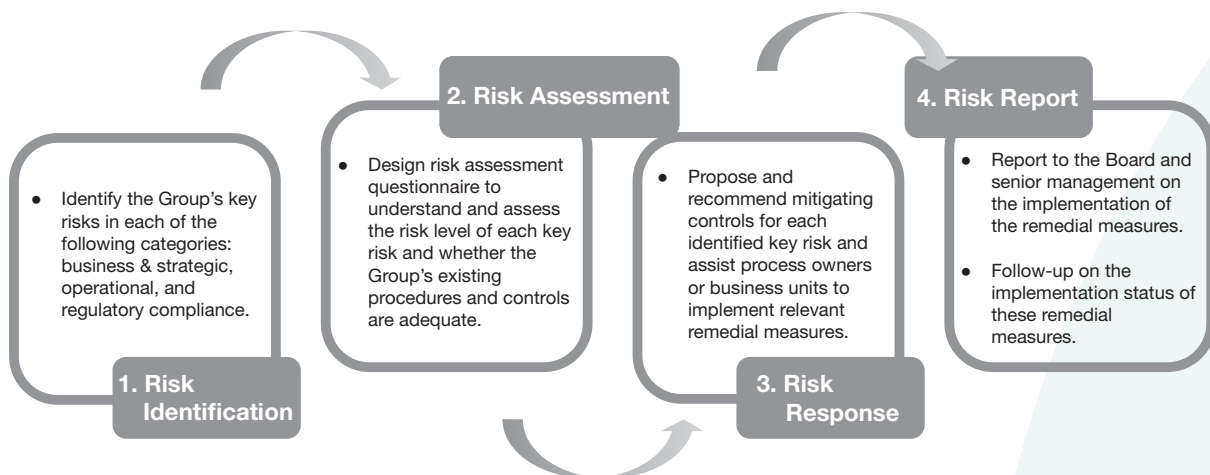 ● Identify the Group’s key
risks in each of the
following categories:
business & strategic,
operational, and
regulatory compliance.
1. Risk
Identification
2. Risk Assessment
● Design risk assessment
questionnaire to
understand and assess
the risk level of each key
risk and whether the
Group’s existing
procedures and controls
are adequate.
● Propose and
recommend mitigating
controls for each
identified key risk and
assist process owners
or business units to
implement relevant
remedial measures.
3. Risk
Response
4. Risk Report
● Report to the Board and
senior management on
the implementation of
the remedial measures.
● Follow-up on the
implementation status of
these remedial
measures.